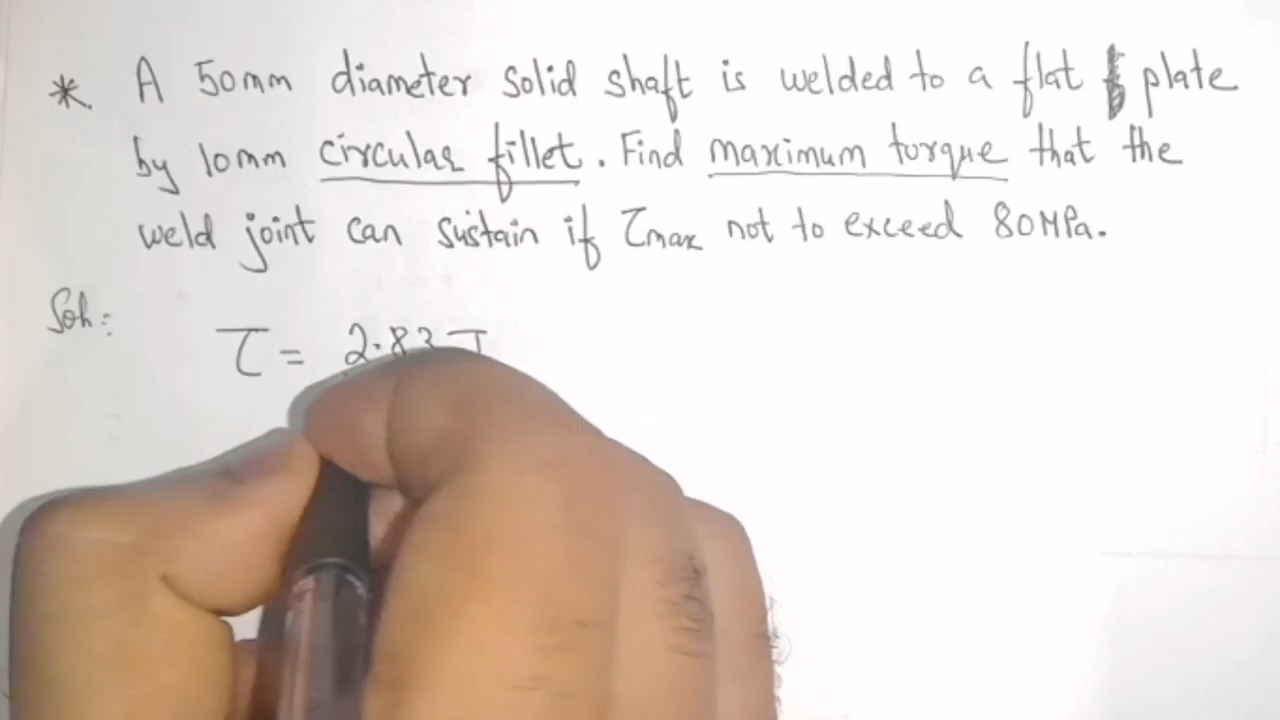 * A 50mm diameter solid shaft is welded to a flat plate
by 10mm circular fillet. Find maximum torque that the
weld joint can sustain if τmax not to exceed 80MPa.
Soln:
τ = 2.83 T